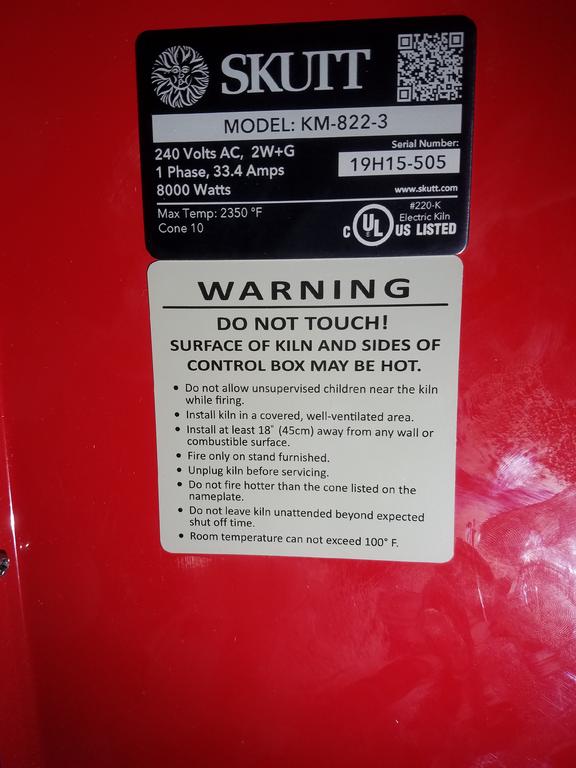 SKUTT
MODEL: KM-822-3
240 Volts AC, 2W+G
1 Phase, 33.4 Amps
8000 Watts
Serial Number:
19H15-505
www.skutt.com
Max Temp: 2350 °F
Cone 10
C UL US LISTED
#220-K
Electric Kiln
WARNING
DO NOT TOUCH!
SURFACE OF KILN AND SIDES OF
CONTROL BOX MAY BE HOT.
• Do not allow unsupervised children near the kiln
while firing.
• Install kiln in a covered, well-ventilated area.
• Install at least 18" (45cm) away from any wall or
combustible surface.
• Fire only on stand furnished.
• Unplug kiln before servicing.
• Do not fire hotter than the cone listed on the
nameplate.
• Do not leave kiln unattended beyond expected
shut off time.
• Room temperature can not exceed 100° F.